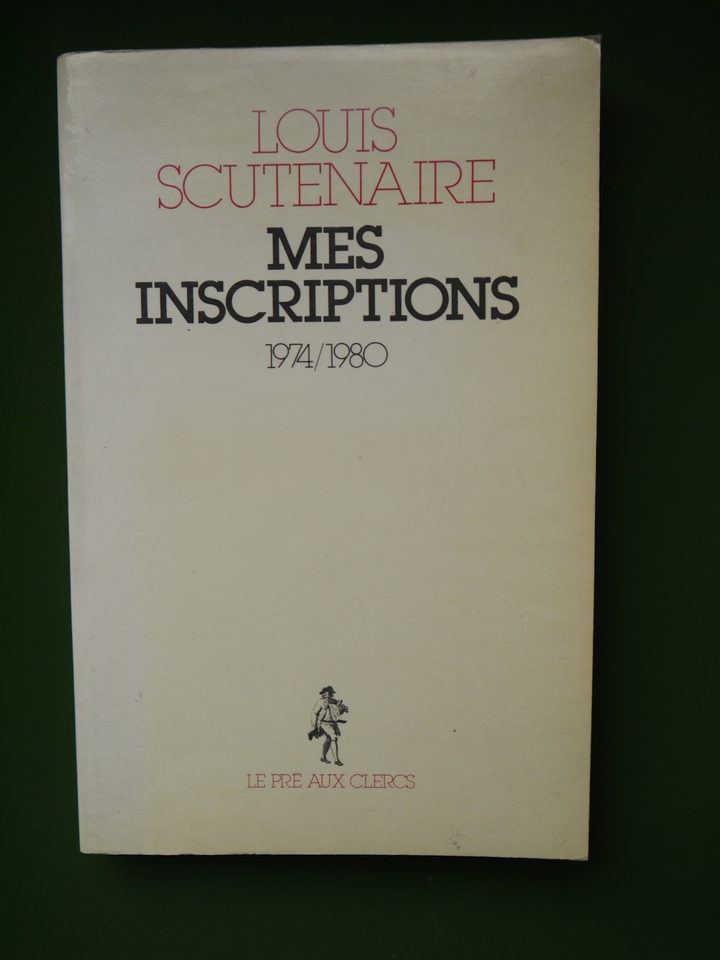 LOUIS
SCUTENAIRE
MES
INSCRIPTIONS
1974/1980
LE PRÉ AUX CLERCS